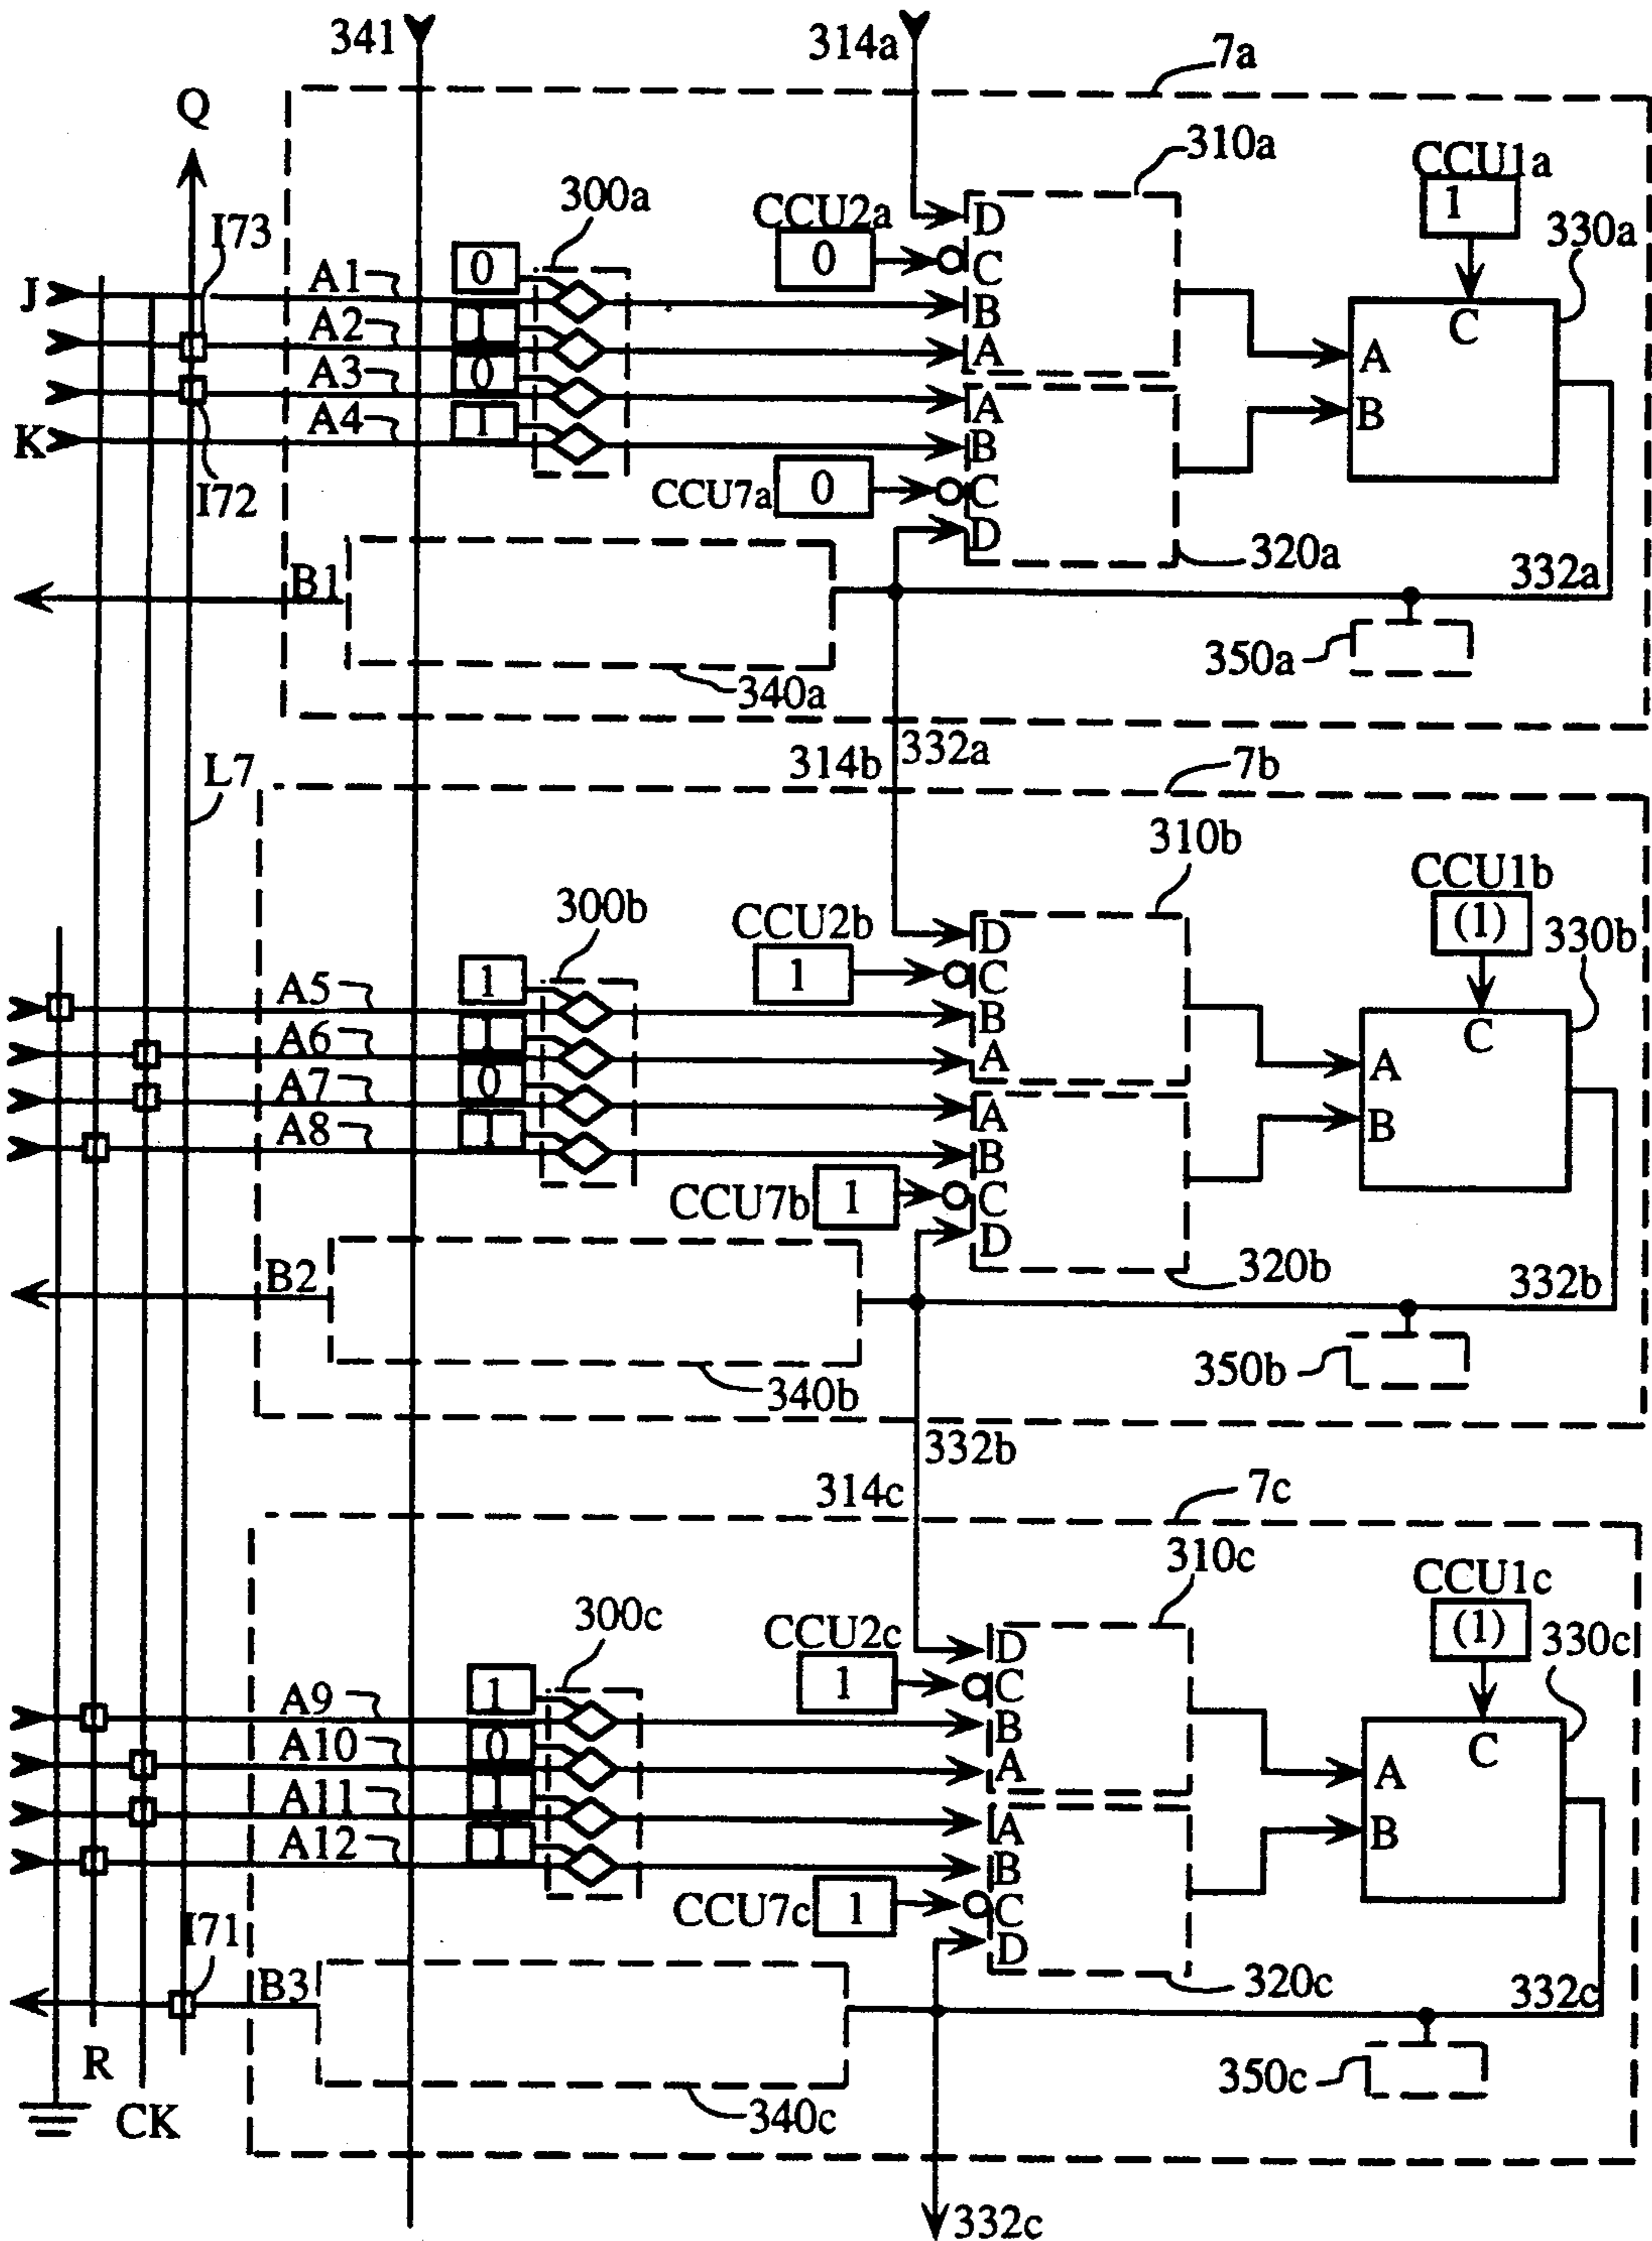 341
314a
7a
Q
310a
CCU1a
1
330a
300a
CCU2a
0
I73
D
C
B
A
J
A1
0
A2
1
A3
0
A4
1
K
I72
A
B
C
D
CCU7a
0
C
A
B
320a
332a
B1
340a
350a
332a
314b
L7
7b
310b
CCU1b
(1)
330b
300b
CCU2b
1
D
C
B
A
A5
1
A6
1
A7
0
A8
1
A
B
C
D
CCU7b
1
C
A
B
320b
332b
B2
340b
350b
332b
314c
7c
310c
CCU1c
(1)
330c
300c
CCU2c
1
D
C
B
A
A9
1
A10
0
A11
1
A12
1
A
B
C
D
CCU7c
1
C
A
B
I71
320c
332c
B3
R
CK
340c
350c
332c